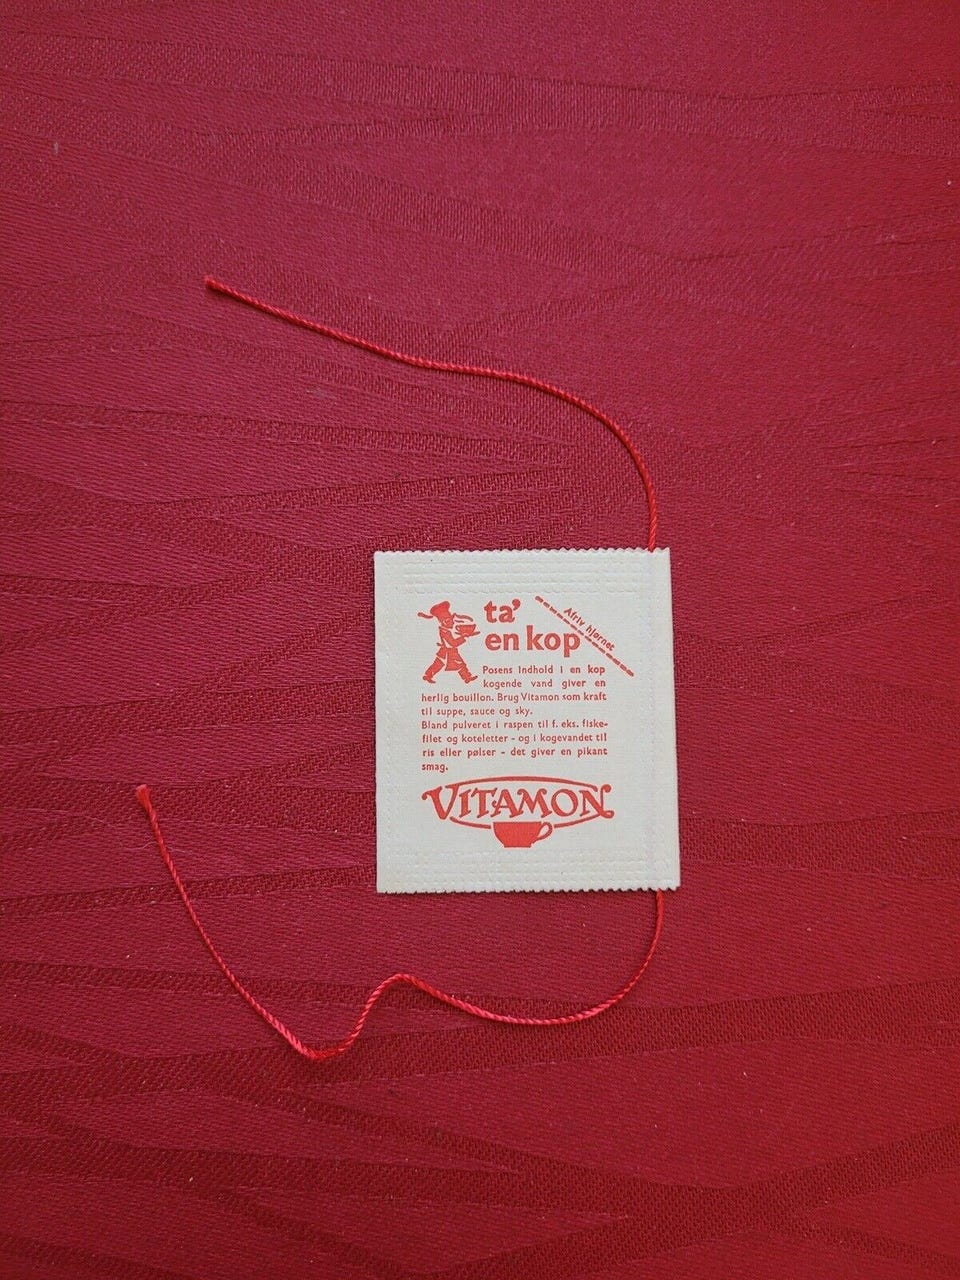 ta'
en kop
Afriv hjørnet
Posens indhold i en kop
kogende vand giver en
herlig bouillon. Brug Vitamon som kraft
til suppe, sauce og sky.
Bland pulveret i raspen til f. eks. fiske-
filet og koteletter - og i kogevandet til
ris eller pølser - det giver en pikant
smag.
VITAMON